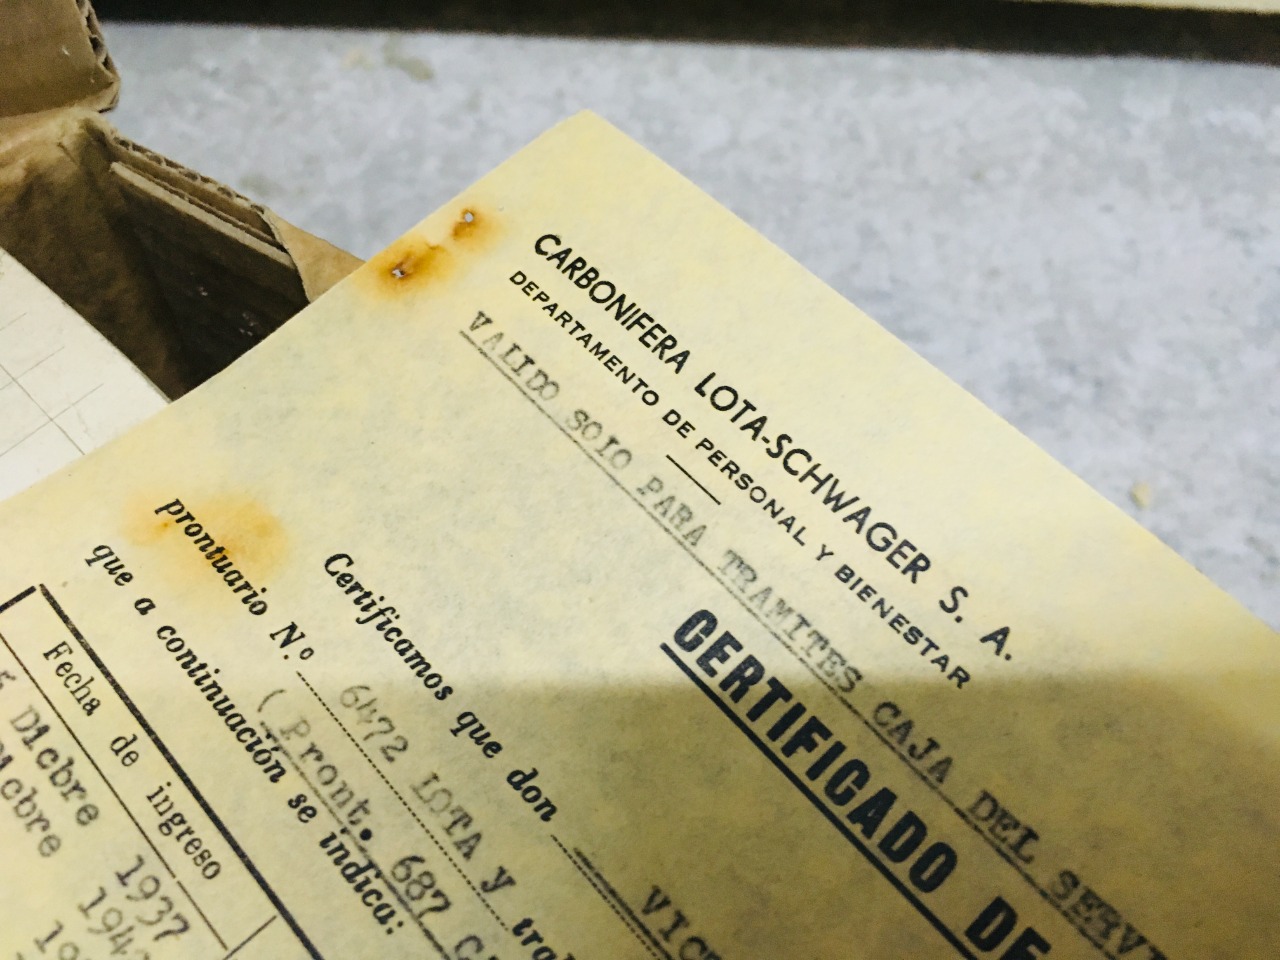 CARBONIFERA LOTA-SCHWAGER S. A.
DEPARTAMENTO DE PERSONAL Y BIENESTAR
VALIDO SOLO PARA TRAMITES CAJA DEL
CERTIFICADO DE
Certificamos que don
prontuario N.º 6472 LOTA y
( Pront. 687
que a continuación se indica:
Fecha de ingreso
Dicbre 1937